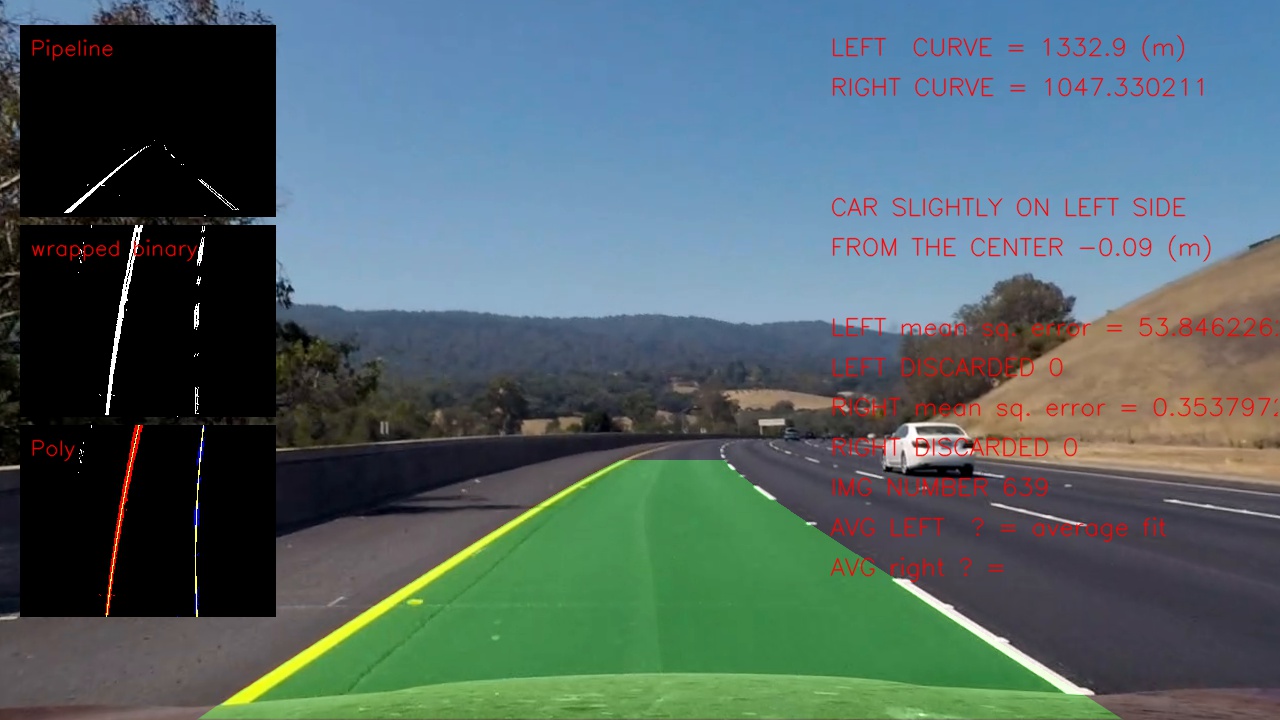 Pipeline
wrapped binary
Poly
LEFT CURVE = 1332.9 (m)
RIGHT CURVE = 1047.330211
CAR SLIGHTLY ON LEFT SIDE
FROM THE CENTER -0.09 (m)
LEFT mean sq. error = 53.846226
LEFT DISCARDED 0
RIGHT mean sq. error = 0.353797
RIGHT DISCARDED 0
IMG NUMBER 639
AVG LEFT ? = average fit
AVG right ? =